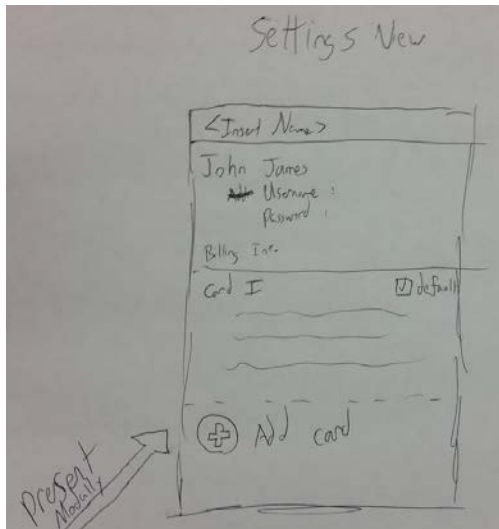 Settings New
<Insert Name>
John James
Username :
Password :
Billing Info.
Card I
default
Add card
Present
Modally